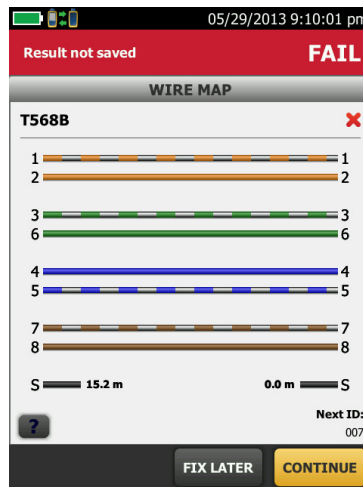 05/29/2013 9:10:01 pm
Result not saved FAIL
WIRE MAP
T568B
1 1
2 2
3 3
6 6
4 4
5 5
7 7
8 8
S 15.2 m 0.0 m S
Next ID:
007
?
FIX LATER CONTINUE